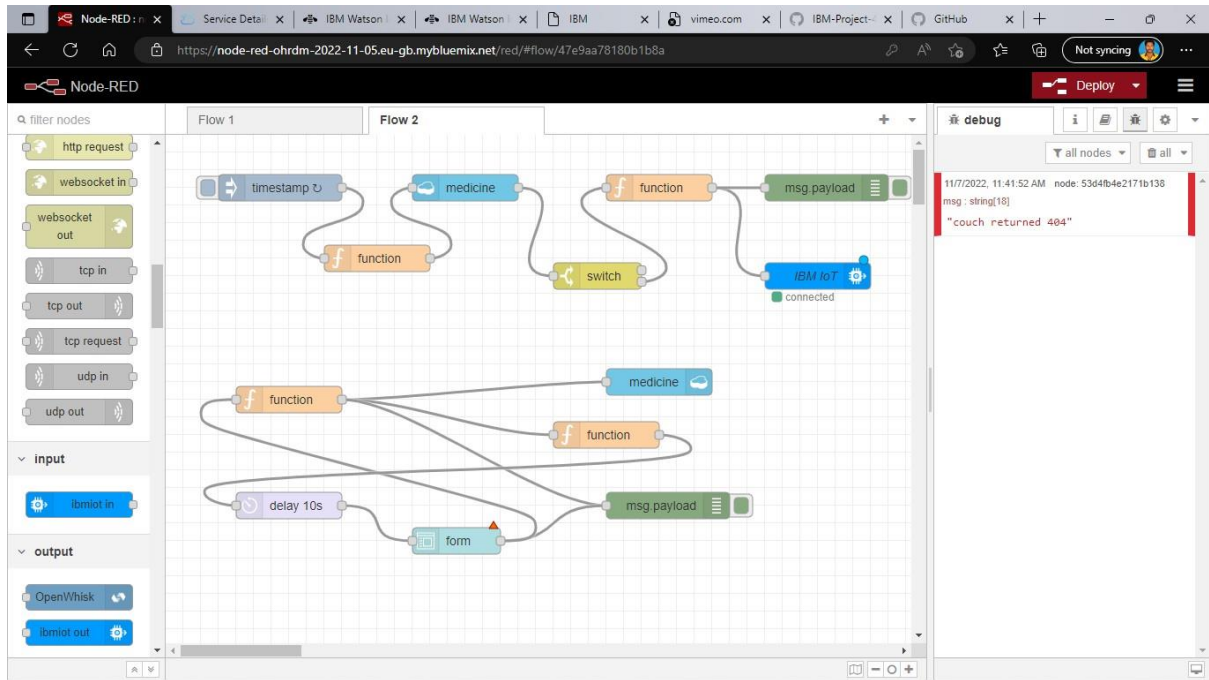 Node-RED : n
Service Detail
IBM Watson
IBM Watson
IBM
vimeo.com
IBM-Project-4
GitHub
https://node-red-ohrdm-2022-11-05.eu-gb.mybluemix.net/red/#flow/47e9aa78180b1b8a
Not syncing
Node-RED
Deploy
filter nodes
Flow 1
Flow 2
debug
i
all nodes
all
http request
websocket in
websocket
out
tcp in
tcp out
tcp request
udp in
udp out
input
ibmiot in
output
OpenWhisk
ibmiot out
timestamp ↻
medicine
function
msg.payload
function
switch
IBM IoT
connected
function
medicine
function
delay 10s
msg.payload
form
11/7/2022, 11:41:52 AM node: 53d4fb4e2171b138
msg : string[18]
"couch returned 404"